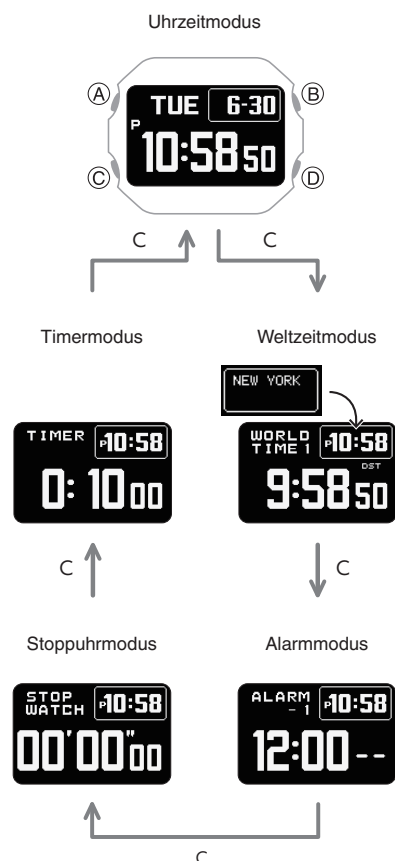 Uhrzeitmodus
A
B
TUE 6-30
P
10:58 50
C
D
C C
Timermodus
Weltzeitmodus
NEW YORK
TIMER P10:58
0:10 00
WORLD TIME 1 P10:58
DST
9:58 50
C
C
Stoppuhrmodus
Alarmmodus
STOP WATCH P10:58
00'00"00
ALARM -1 P10:58
12:00 --
C